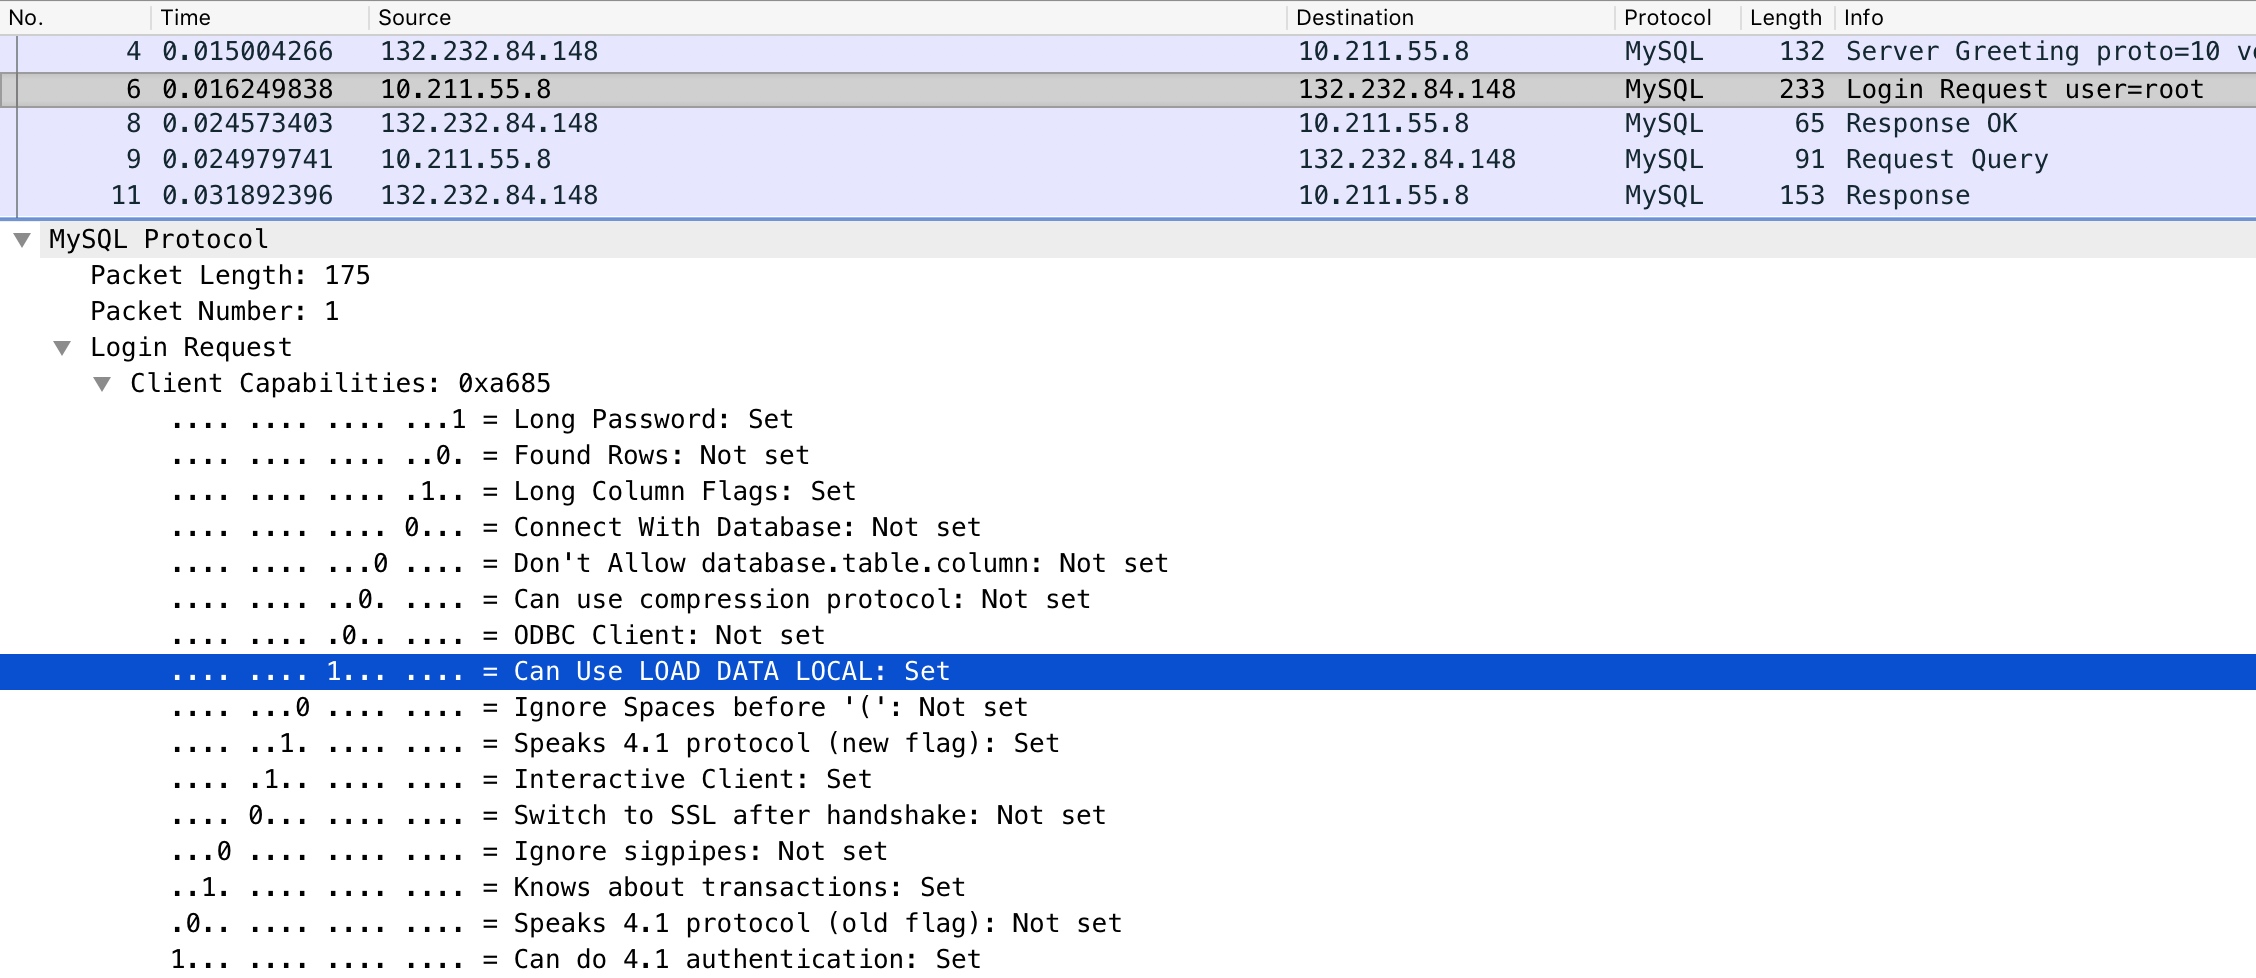 No. Time Source Destination Protocol Length Info
4 0.015004266 132.232.84.148 10.211.55.8 MySQL 132 Server Greeting proto=10
6 0.016249838 10.211.55.8 132.232.84.148 MySQL 233 Login Request user=root
8 0.024573403 132.232.84.148 10.211.55.8 MySQL 65 Response OK
9 0.024979741 10.211.55.8 132.232.84.148 MySQL 91 Request Query
11 0.031892396 132.232.84.148 10.211.55.8 MySQL 153 Response
MySQL Protocol
Packet Length: 175
Packet Number: 1
Login Request
Client Capabilities: 0xa685
.... .... .... ...1 = Long Password: Set
.... .... .... ..0. = Found Rows: Not set
.... .... .... .1.. = Long Column Flags: Set
.... .... .... 0... = Connect With Database: Not set
.... .... ...0 .... = Don't Allow database.table.column: Not set
.... .... ..0. .... = Can use compression protocol: Not set
.... .... .0.. .... = ODBC Client: Not set
.... .... 1... .... = Can Use LOAD DATA LOCAL: Set
.... ...0 .... .... = Ignore Spaces before '(': Not set
.... ..1. .... .... = Speaks 4.1 protocol (new flag): Set
.... .1.. .... .... = Interactive Client: Set
.... 0... .... .... = Switch to SSL after handshake: Not set
...0 .... .... .... = Ignore sigpipes: Not set
..1. .... .... .... = Knows about transactions: Set
.0.. .... .... .... = Speaks 4.1 protocol (old flag): Not set
1... .... .... .... = Can do 4.1 authentication: Set